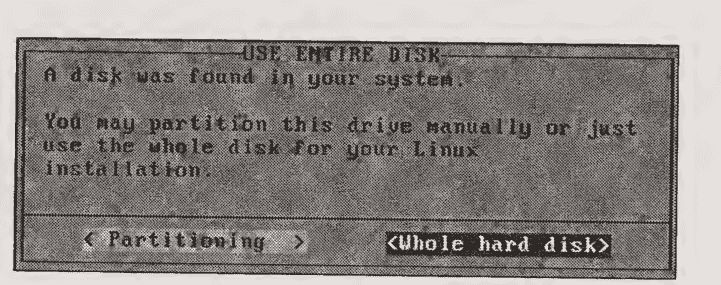 USE ENTIRE DISK
A disk was found in your system.
You may partition this drive manually or just
use the whole disk for your Linux
installation.
< Partitioning >
<Whole hard disk>